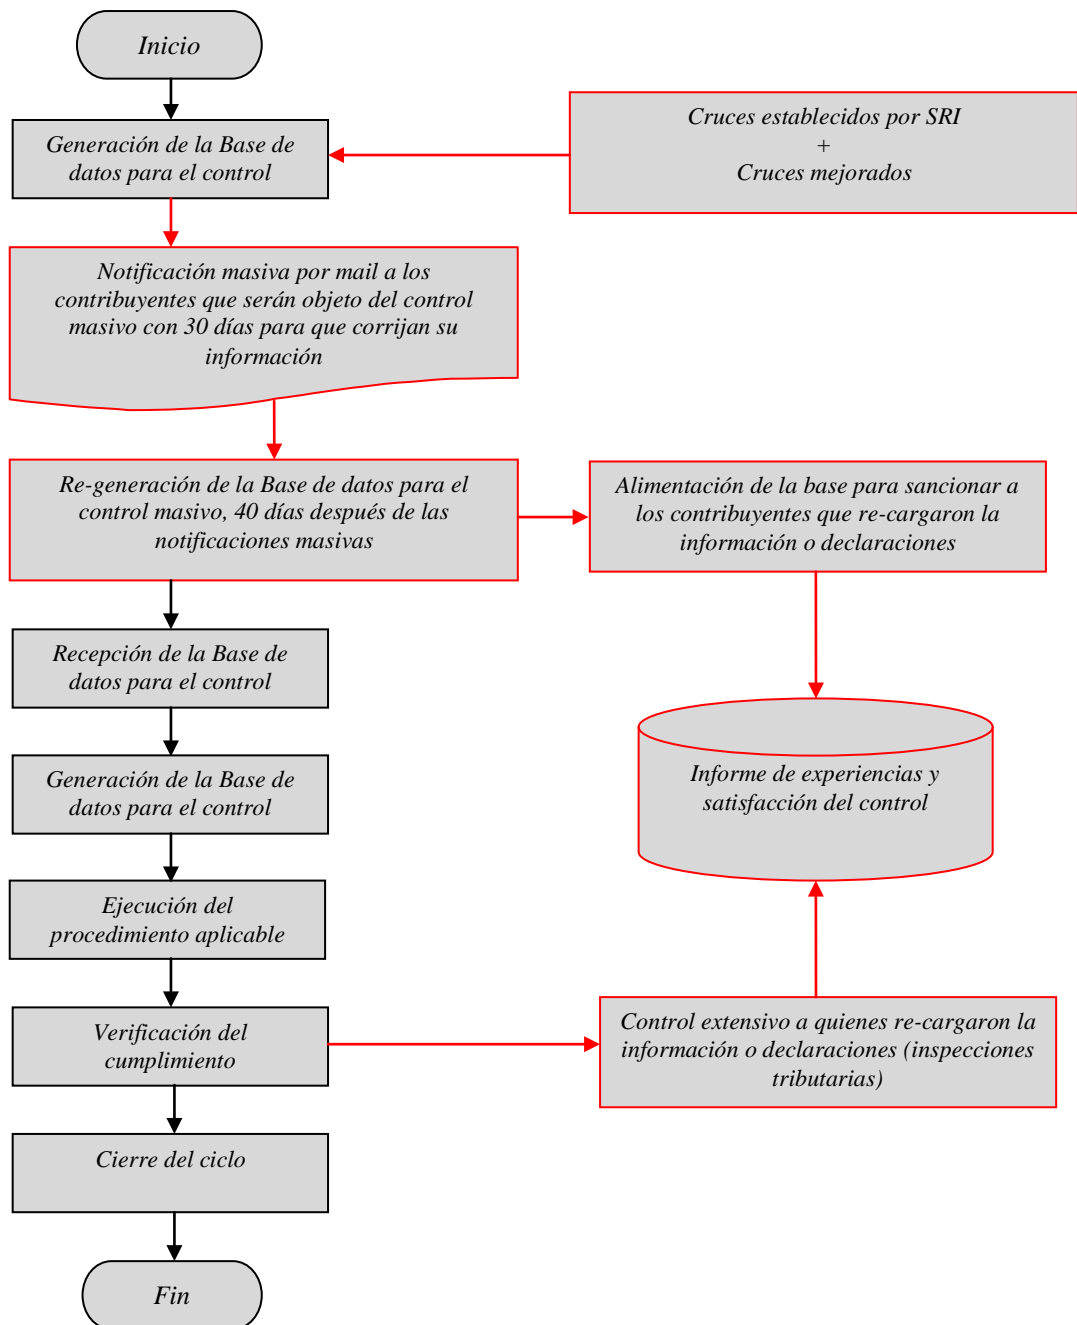 Inicio
Generación de la Base de
datos para el control
Cruces establecidos por SRI
+
Cruces mejorados
Notificación masiva por mail a los
contribuyentes que serán objeto del control
masivo con 30 días para que corrijan su
información
Re-generación de la Base de datos para el
control masivo, 40 días después de las
notificaciones masivas
Alimentación de la base para sancionar a
los contribuyentes que re-cargaron la
información o declaraciones
Recepción de la Base de
datos para el control
Generación de la Base de
datos para el control
Informe de experiencias y
satisfacción del control
Ejecución del
procedimiento aplicable
Verificación del
cumplimiento
Control extensivo a quienes re-cargaron la
información o declaraciones (inspecciones
tributarias)
Cierre del ciclo
Fin